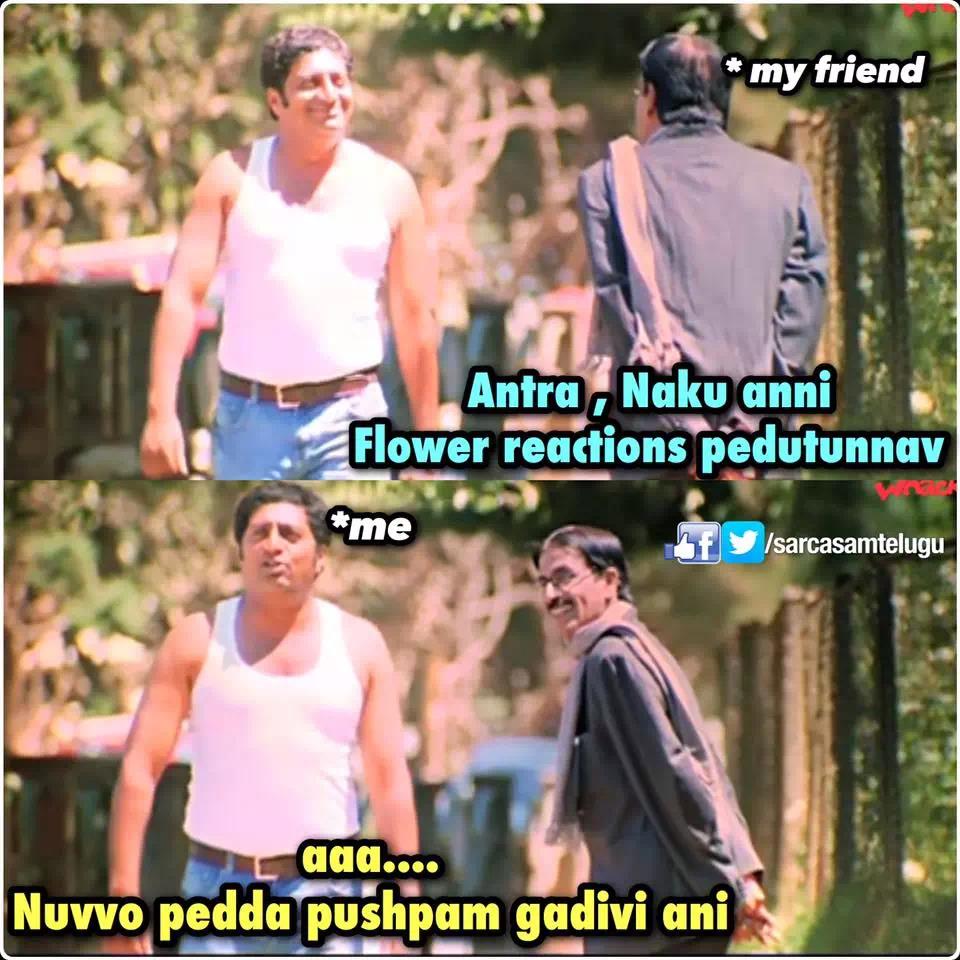 * my friend
Antra , Naku anni
Flower reactions pedutunnav
*me
/sarcasamtelugu
aaa....
Nuvvo pedda pushpam gadivi ani